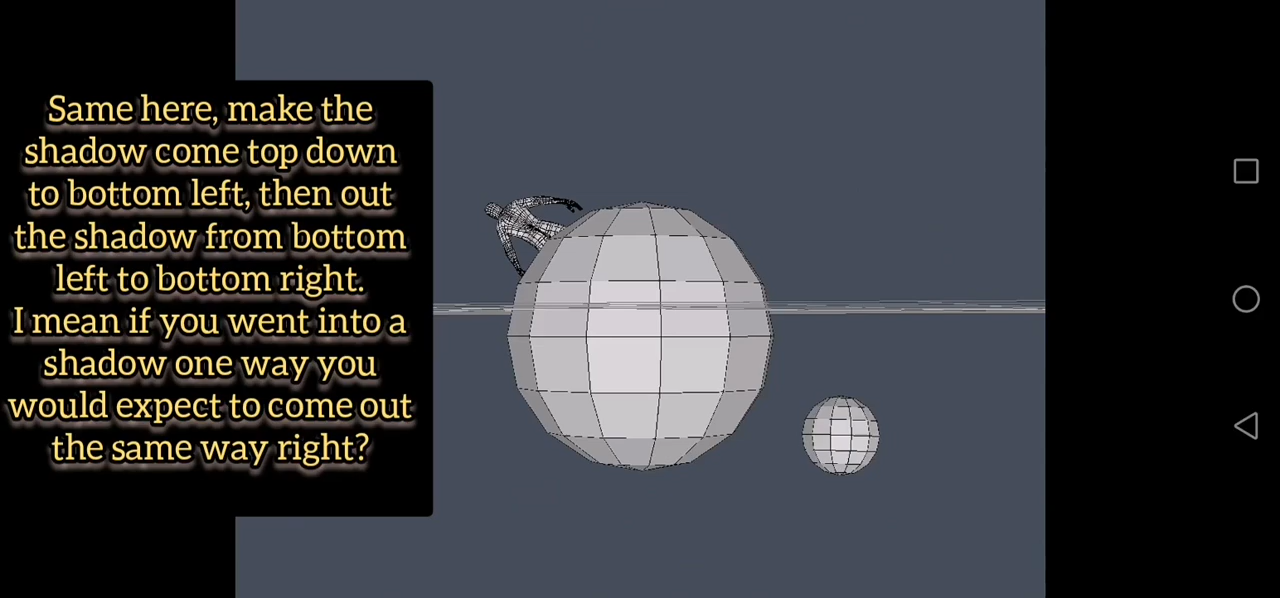 Same here, make the
shadow come top down
to bottom left, then out
the shadow from bottom
left to bottom right.
I mean if you went into a
shadow one way you
would expect to come out
the same way right?